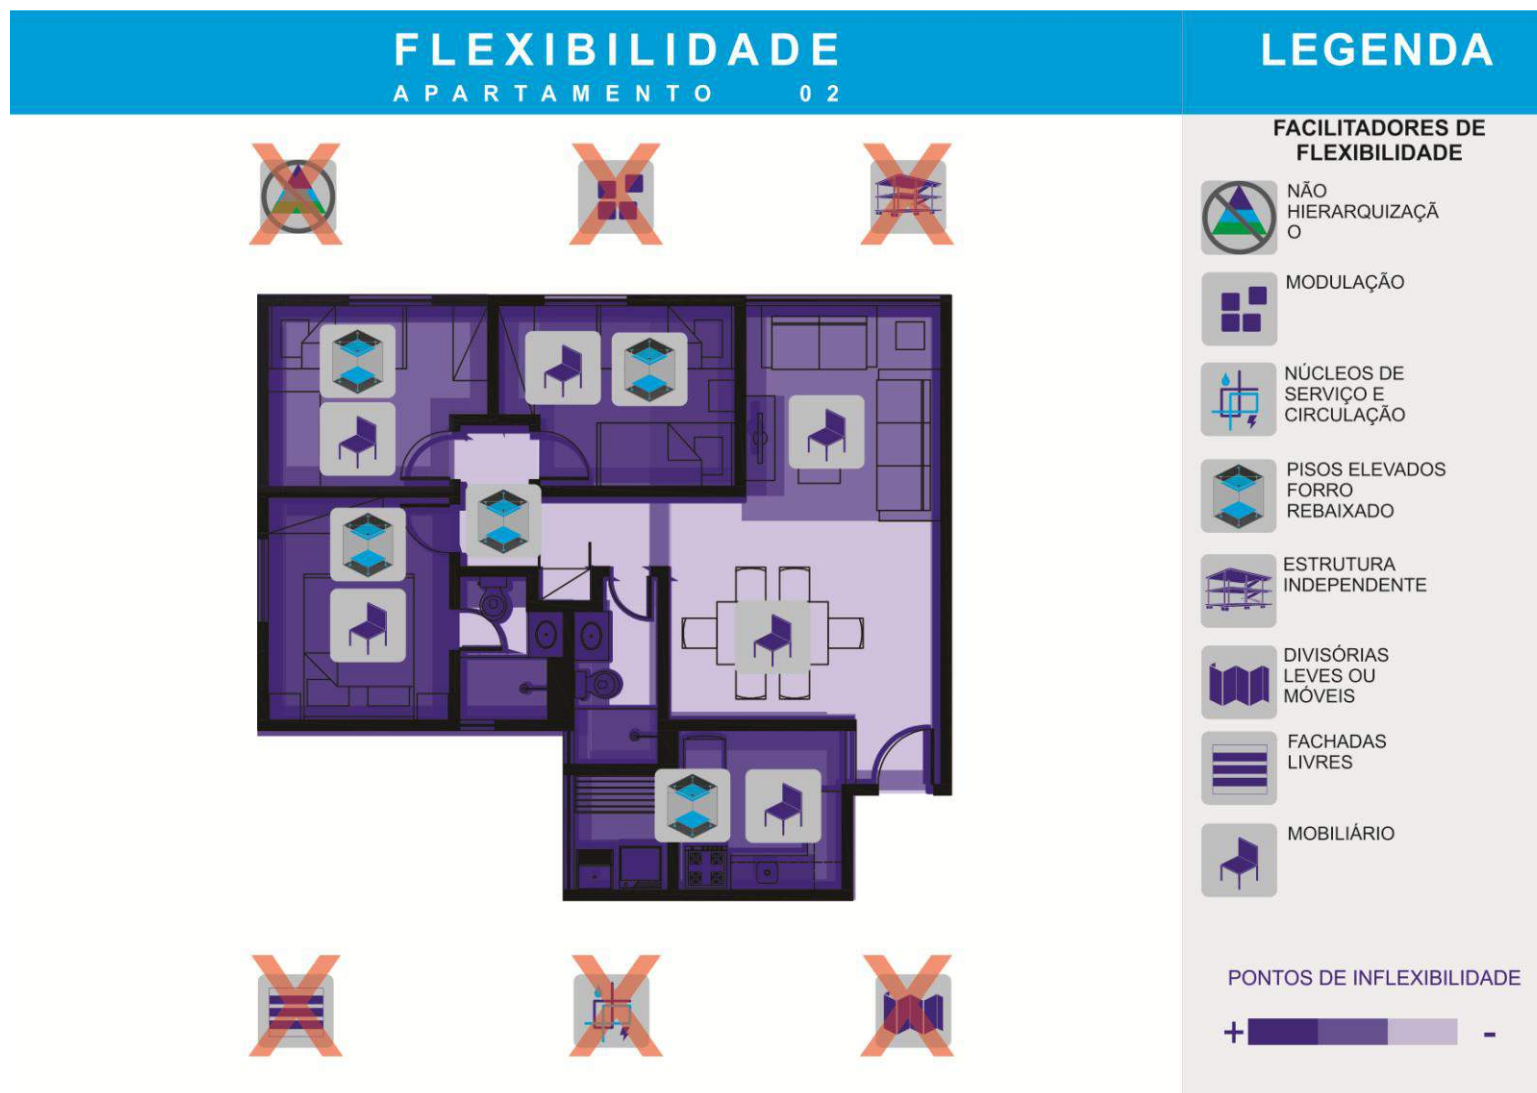 FLEXIBILIDADE
APARTAMENTO 02
LEGENDA
FACILITADORES DE
FLEXIBILIDADE
NÃO
HIERARQUIZAÇÃ
O
MODULAÇÃO
NÚCLEOS DE
SERVIÇO E
CIRCULAÇÃO
PISOS ELEVADOS
FORRO
REBAIXADO
ESTRUTURA
INDEPENDENTE
DIVISÓRIAS
LEVES OU
MÓVEIS
FACHADAS
LIVRES
MOBILIÁRIO
PONTOS DE INFLEXIBILIDADE
+ -